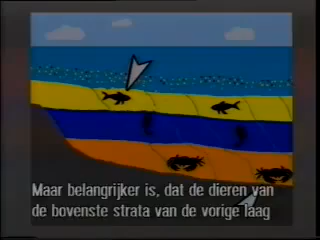 Maar belangrijker is, dat de dieren van
de bovenste strata van de vorige laag